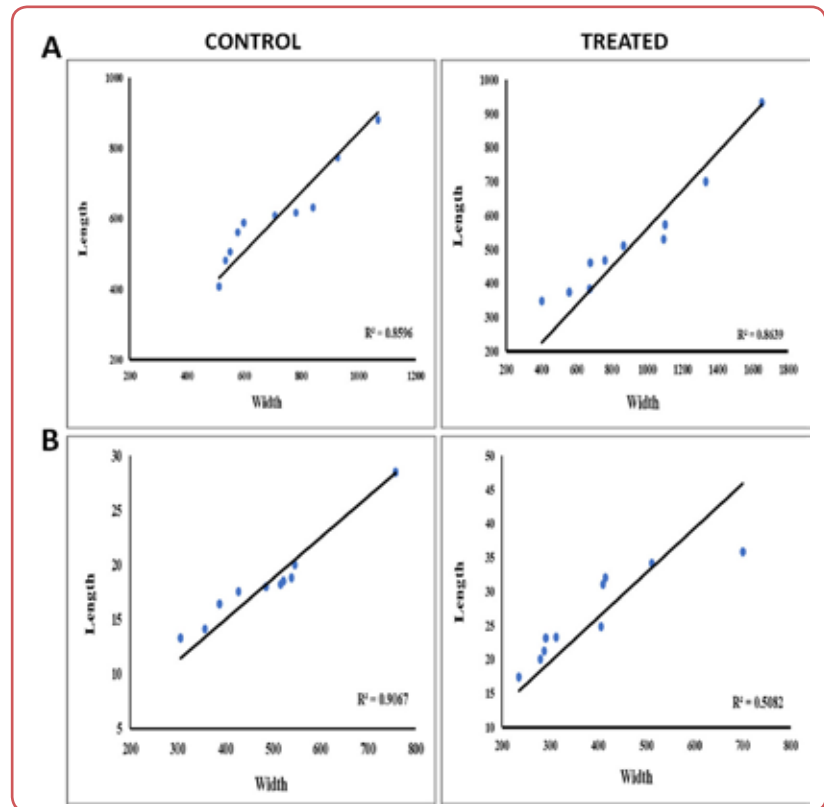 CONTROL TREATED
A
1000
800
600
400
200
Length
200 400 600 800 1000 1200
Width
R² = 0.8596
1000
900
800
700
600
500
400
300
200
Length
200 400 600 800 1000 1200 1400 1600 1800
Width
R² = 0.8639
B
30
25
20
15
10
5
Length
200 300 400 500 600 700 800
Width
R² = 0.9067
50
45
40
35
30
25
20
15
10
Length
200 300 400 500 600 700 800
Width
R² = 0.5082